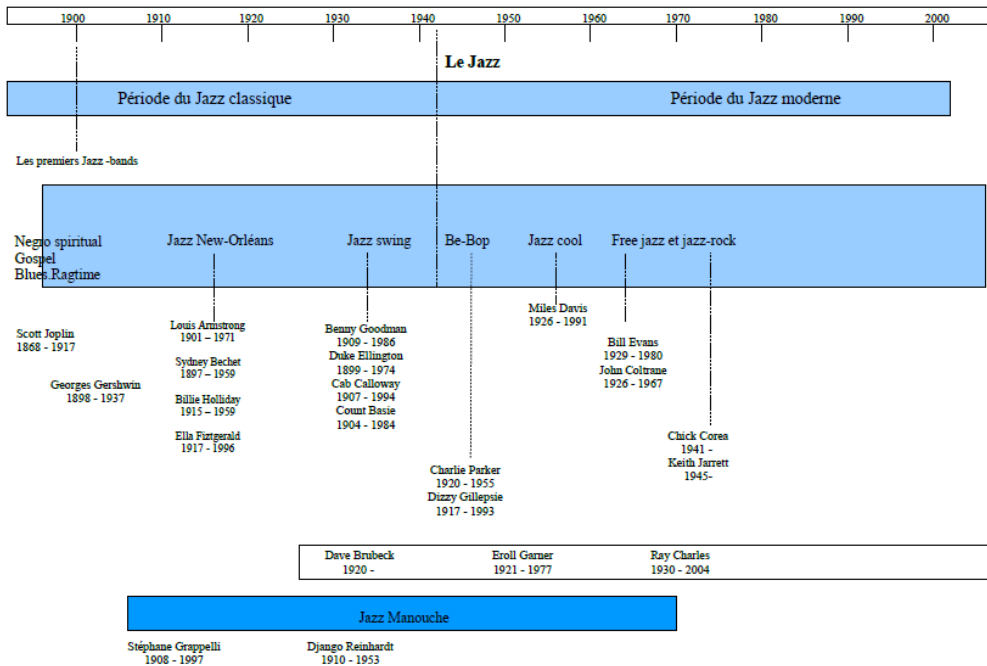 1900 1910 1920 1930 1940 1950 1960 1970 1980 1990 2000
Le Jazz
Période du Jazz classique
Période du Jazz moderne
Les premiers Jazz -bands
Negro spiritual
Gospel
Blues.Ragtime
Jazz New-Orléans
Jazz swing
Be-Bop
Jazz cool
Free jazz et jazz-rock
Scott Joplin
1868 - 1917
Georges Gershwin
1898 - 1937
Louis Armstrong
1901 – 1971
Sydney Bechet
1897 – 1959
Billie Holliday
1915 – 1959
Ella Fiztgerald
1917 - 1996
Benny Goodman
1909 - 1986
Duke Ellington
1899 - 1974
Cab Calloway
1907 - 1994
Count Basie
1904 - 1984
Charlie Parker
1920 - 1955
Dizzy Gillepsie
1917 - 1993
Miles Davis
1926 - 1991
Bill Evans
1929 - 1980
John Coltrane
1926 - 1967
Chick Corea
1941 -
Keith Jarrett
1945-
Dave Brubeck
1920 -
Eroll Garner
1921 - 1977
Ray Charles
1930 - 2004
Jazz Manouche
Stéphane Grappelli
1908 - 1997
Django Reinhardt
1910 - 1953